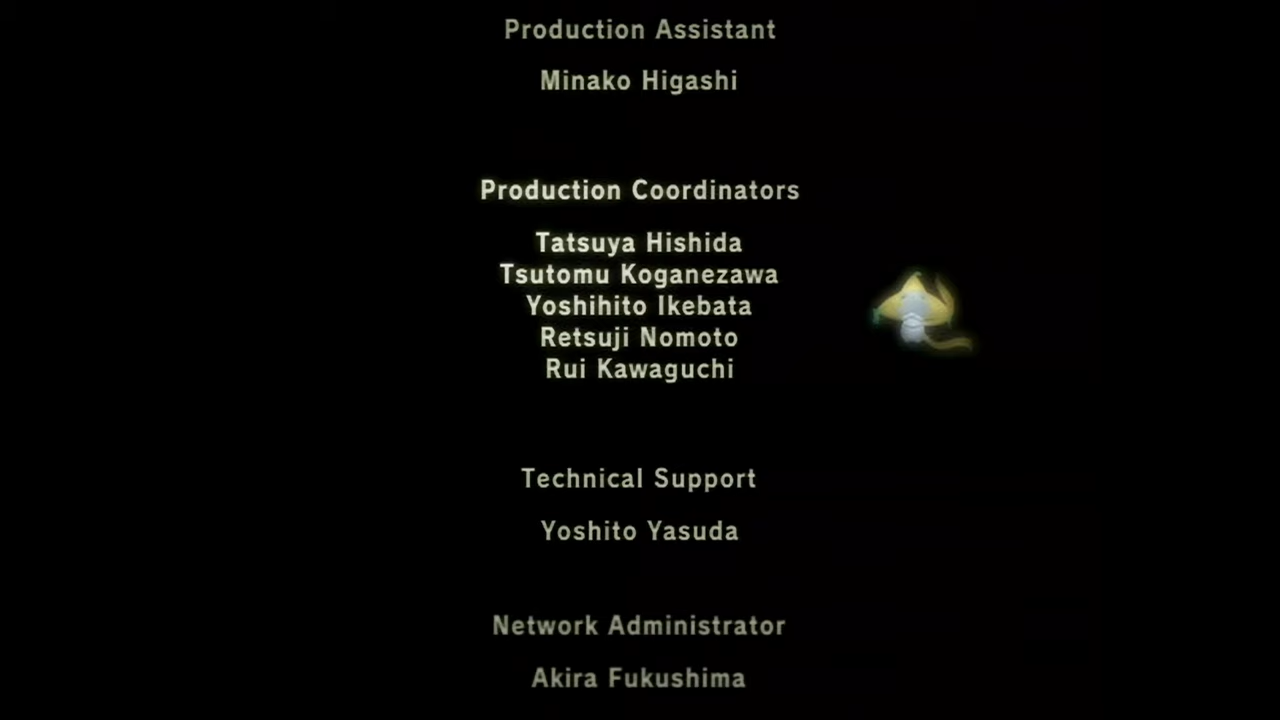 Production Assistant
Minako Higashi
Production Coordinators
Tatsuya Hishida
Tsutomu Koganezawa
Yoshihito Ikebata
Retsuji Nomoto
Rui Kawaguchi
Technical Support
Yoshito Yasuda
Network Administrator
Akira Fukushima